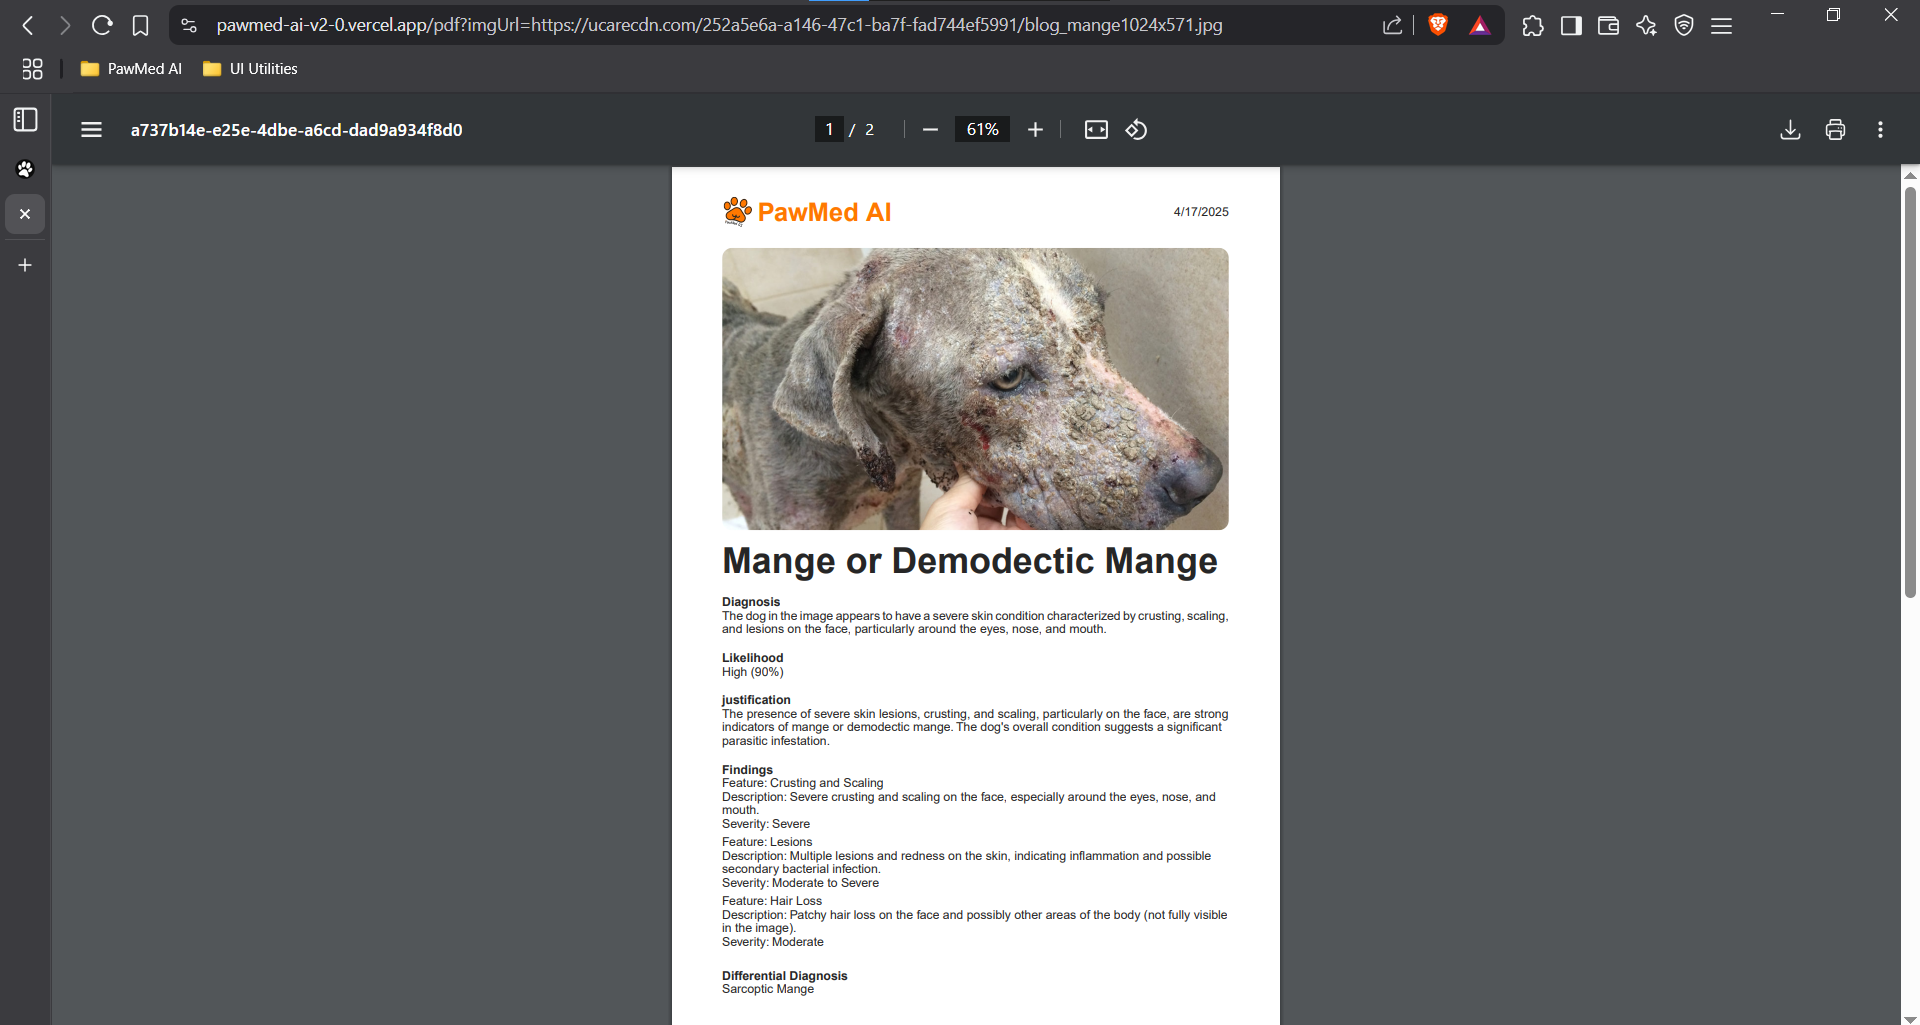 pawmed-ai-v2-0.vercel.app/pdf?imgUrl=https://ucarecdn.com/252a5e6a-a146-47c1-ba7f-fad744ef5991/blog_mange1024x571.jpg
PawMed AI
UI Utilities
a737b14e-e25e-4dbe-a6cd-dad9a934f8d0
1 / 2
61%
PawMed AI
4/17/2025
Mange or Demodectic Mange
Diagnosis
The dog in the image appears to have a severe skin condition characterized by crusting, scaling,
and lesions on the face, particularly around the eyes, nose, and mouth.
Likelihood
High (90%)
justification
The presence of severe skin lesions, crusting, and scaling, particularly on the face, are strong
indicators of mange or demodectic mange. The dog's overall condition suggests a significant
parasitic infestation.
Findings
Feature: Crusting and Scaling
Description: Severe crusting and scaling on the face, especially around the eyes, nose, and
mouth.
Severity: Severe
Feature: Lesions
Description: Multiple lesions and redness on the skin, indicating inflammation and possible
secondary bacterial infection.
Severity: Moderate to Severe
Feature: Hair Loss
Description: Patchy hair loss on the face and possibly other areas of the body (not fully visible
in the image).
Severity: Moderate
Differential Diagnosis
Sarcoptic Mange